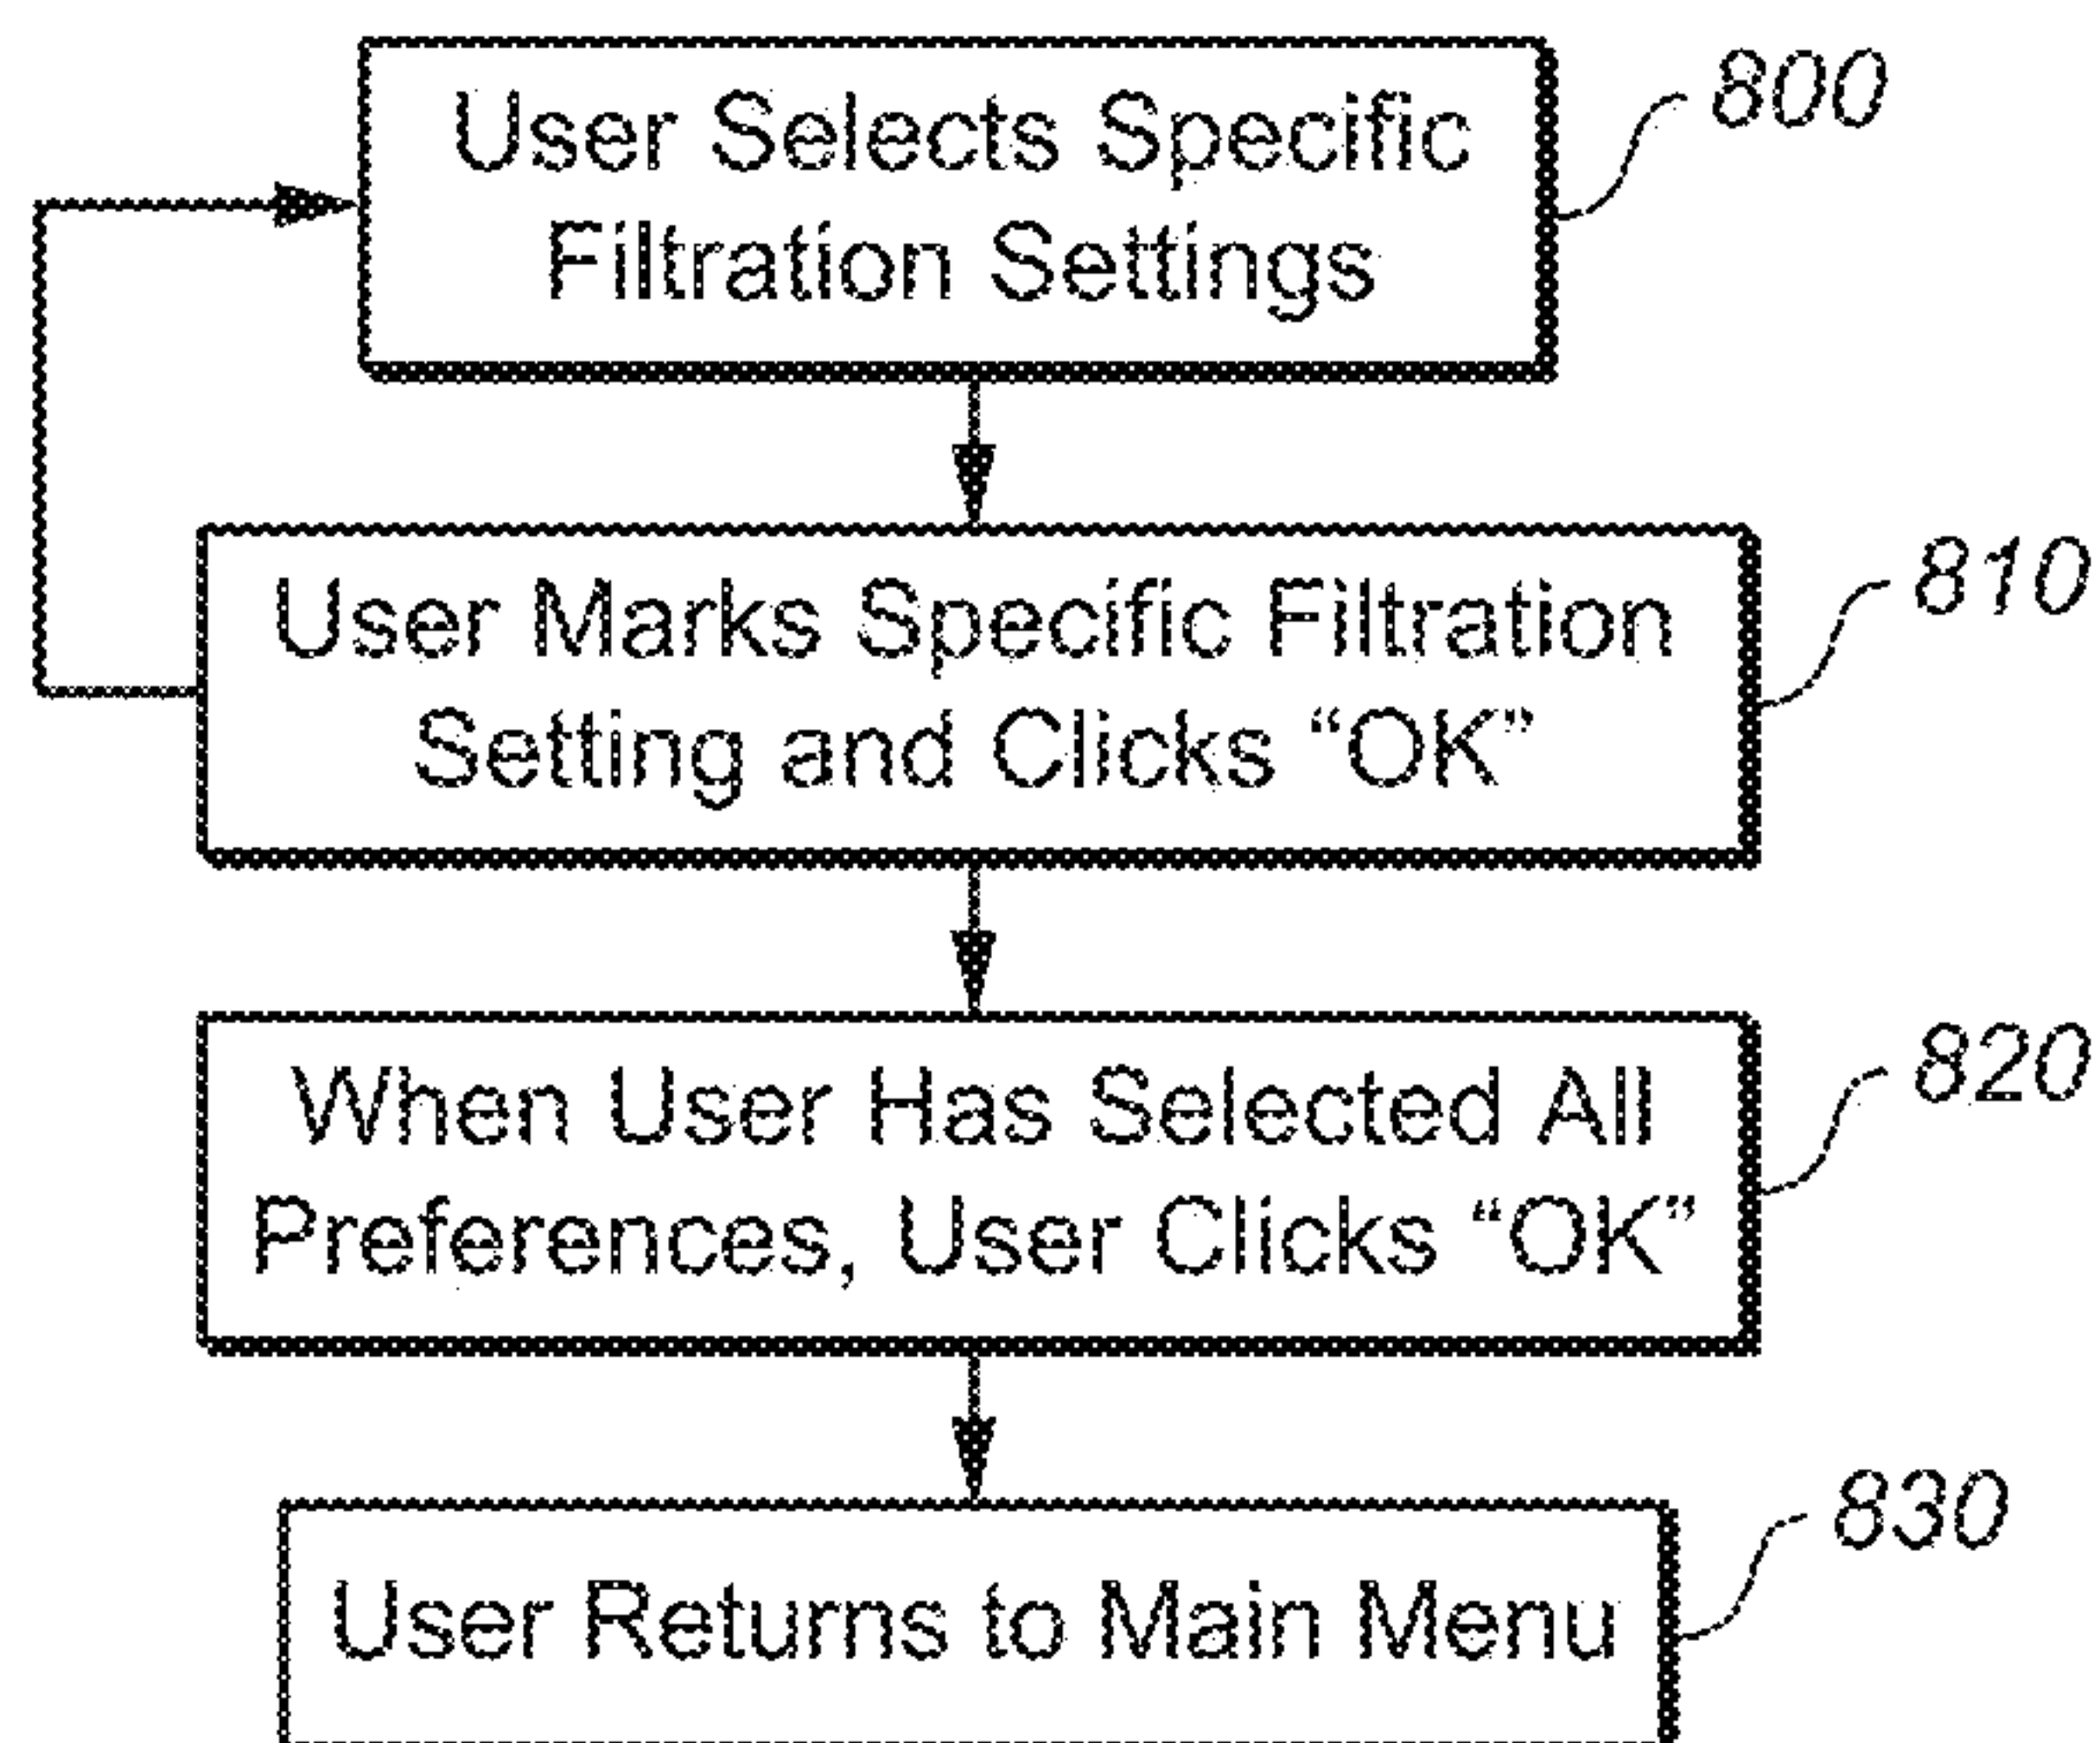 User Selects Specific
Filtration Settings
800
User Marks Specific Filtration
Setting and Clicks “OK”
810
When User Has Selected All
Preferences, User Clicks “OK”
820
User Returns to Main Menu
830